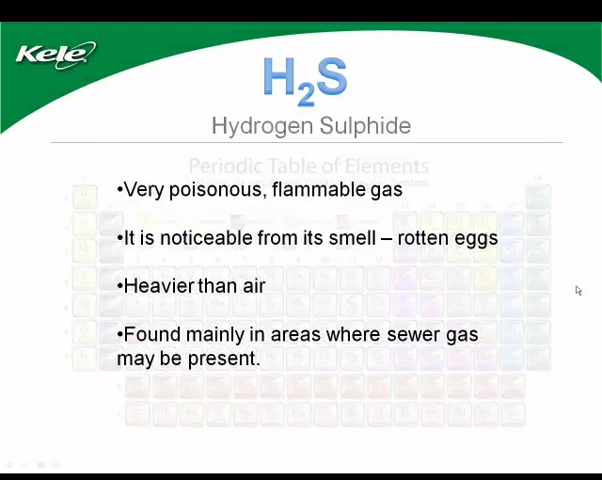 Kele
H₂S
Hydrogen Sulphide
Periodic Table of Elements
•Very poisonous, flammable gas
•It is noticeable from its smell – rotten eggs
•Heavier than air
•Found mainly in areas where sewer gas
may be present.